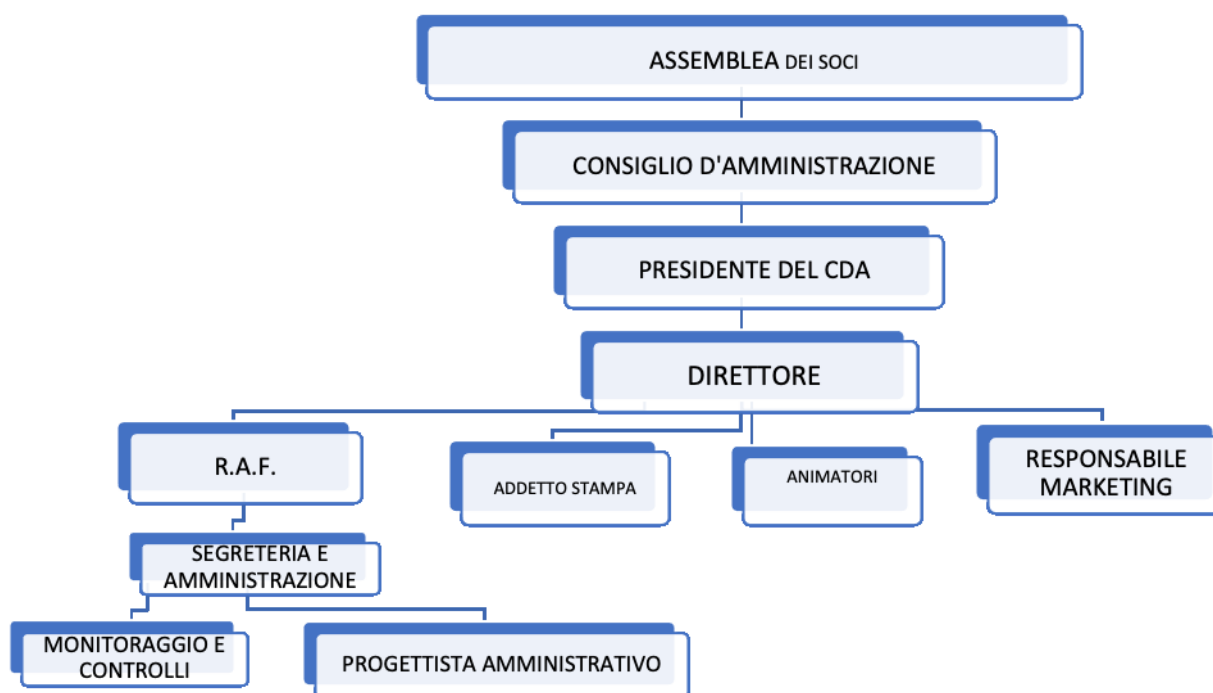 ASSEMBLEA DEI SOCI
CONSIGLIO D'AMMINISTRAZIONE
PRESIDENTE DEL CDA
DIRETTORE
R.A.F.
ADDETTO STAMPA
ANIMATORI
RESPONSABILE
MARKETING
SEGRETERIA E
AMMINISTRAZIONE
MONITORAGGIO E
CONTROLLI
PROGETTISTA AMMINISTRATIVO